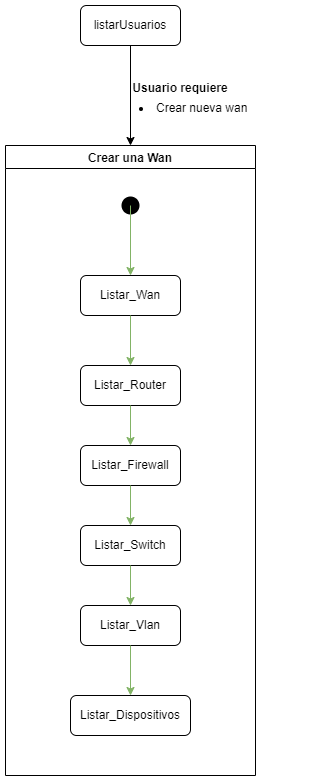 listarUsuarios
Usuario requiere
• Crear nueva wan
Crear una Wan
Listar_Wan
Listar_Router
Listar_Firewall
Listar_Switch
Listar_Vlan
Listar_Dispositivos